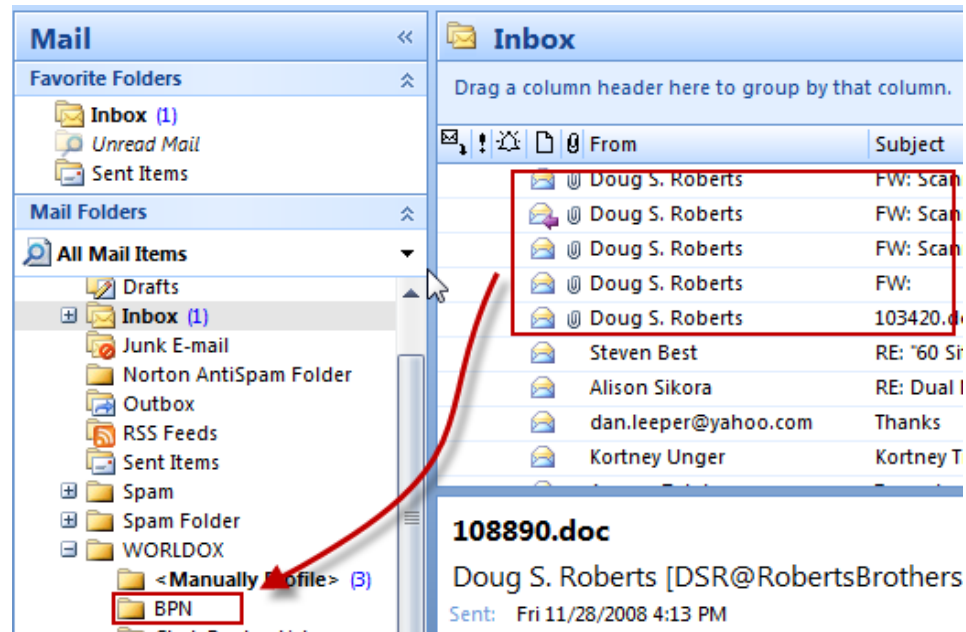 Mail «
Favorite Folders
Inbox (1)
Unread Mail
Sent Items
Mail Folders
All Mail Items
Drafts
Inbox (1)
Junk E-mail
Norton AntiSpam Folder
Outbox
RSS Feeds
Sent Items
Spam
Spam Folder
WORLDOX
<Manually Profile> (3)
BPN
Inbox
Drag a column header here to group by that column.
! From Subject
Doug S. Roberts FW: Scan
Doug S. Roberts FW: Scan
Doug S. Roberts FW: Scan
Doug S. Roberts FW:
Doug S. Roberts 103420.d
Steven Best RE: "60 Si
Alison Sikora RE: Dual
dan.leeper@yahoo.com Thanks
Kortney Unger Kortney T
108890.doc
Doug S. Roberts [DSR@RobertsBrothers
Sent: Fri 11/28/2008 4:13 PM